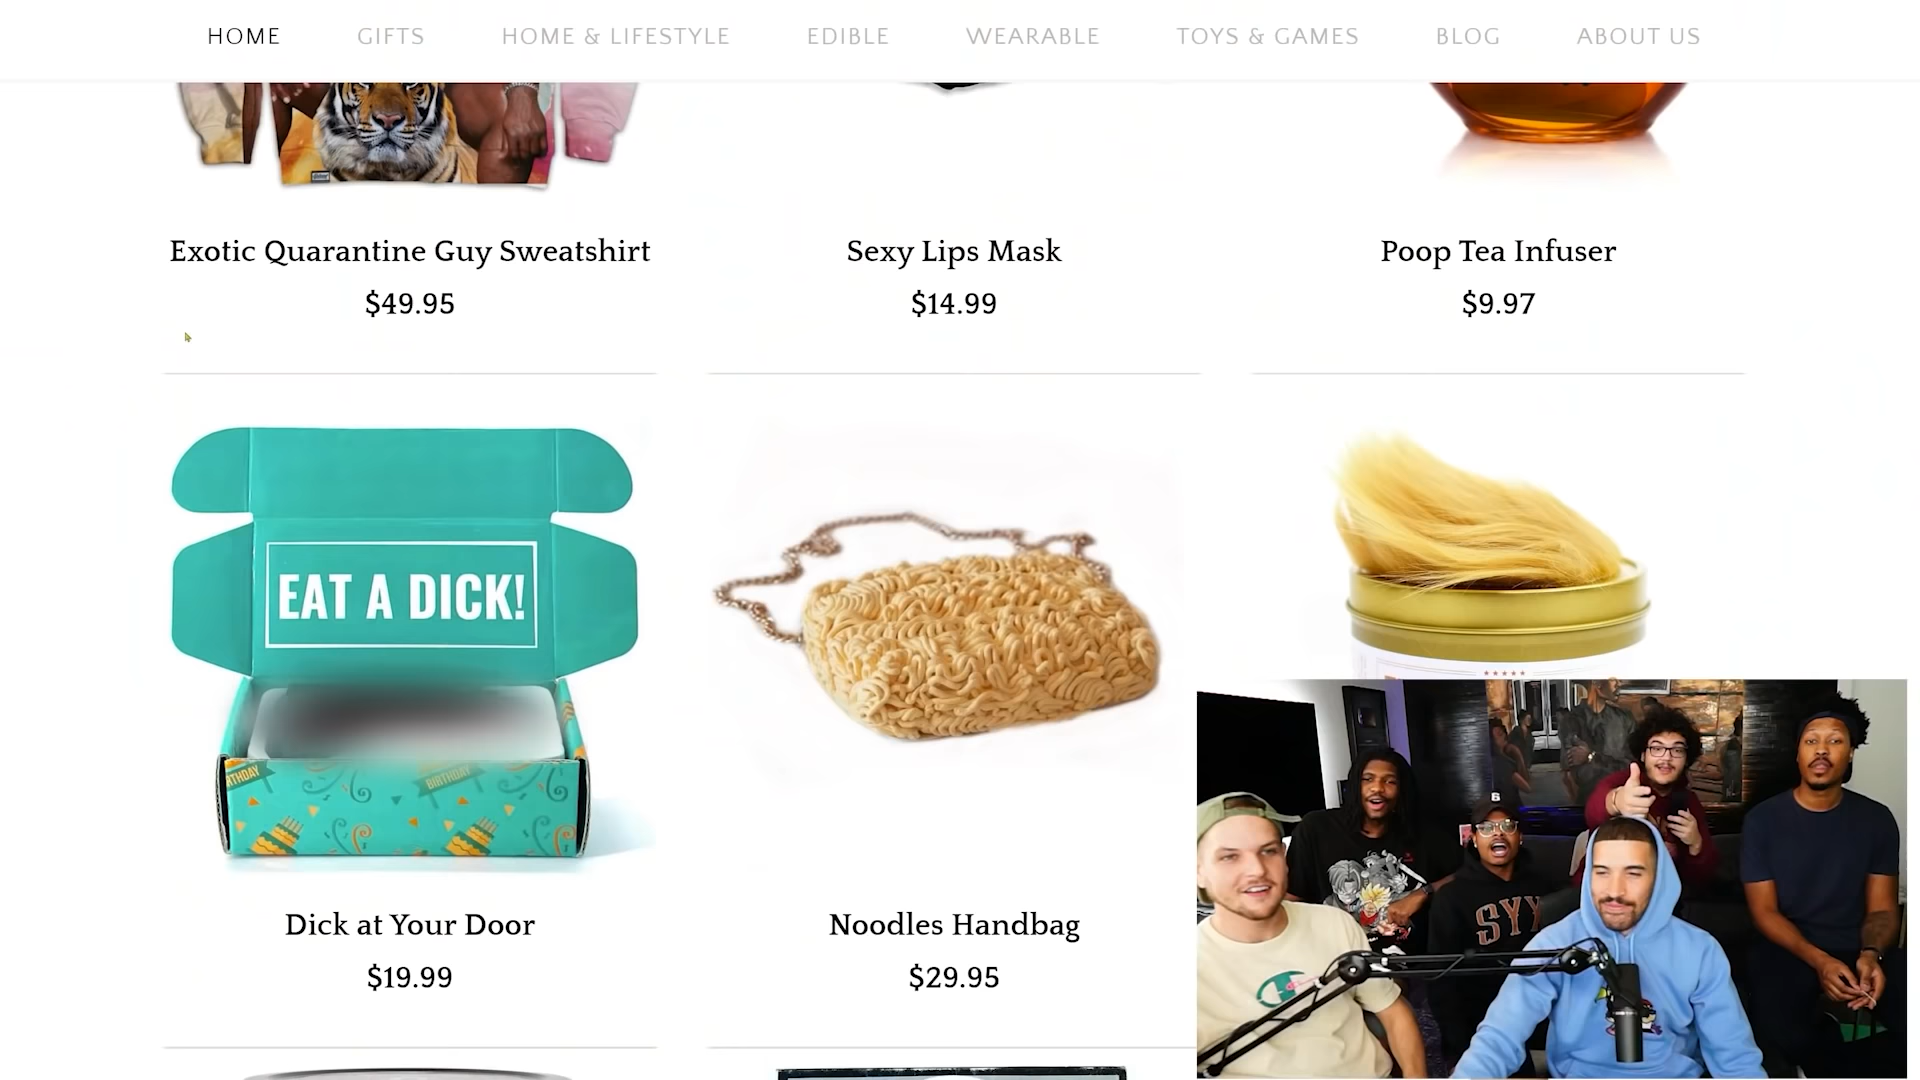 HOME GIFTS HOME & LIFESTYLE EDIBLE WEARABLE TOYS & GAMES BLOG ABOUT US
Exotic Quarantine Guy Sweatshirt
$49.95
Sexy Lips Mask
$14.99
Poop Tea Infuser
$9.97
EAT A DICK!
BIRTHDAY
Dick at Your Door
$19.99
Noodles Handbag
$29.95
SYY